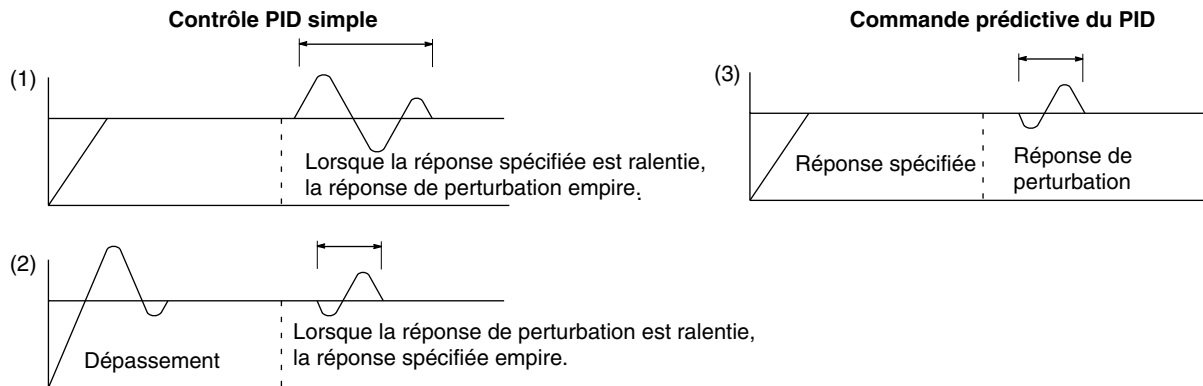 Contrôle PID simple
Commande prédictive du PID
(1)
Lorsque la réponse spécifiée est ralentie,
la réponse de perturbation empire.
(2)
Dépassement
Lorsque la réponse de perturbation est ralentie,
la réponse spécifiée empire.
(3)
Réponse spécifiée
Réponse de
perturbation